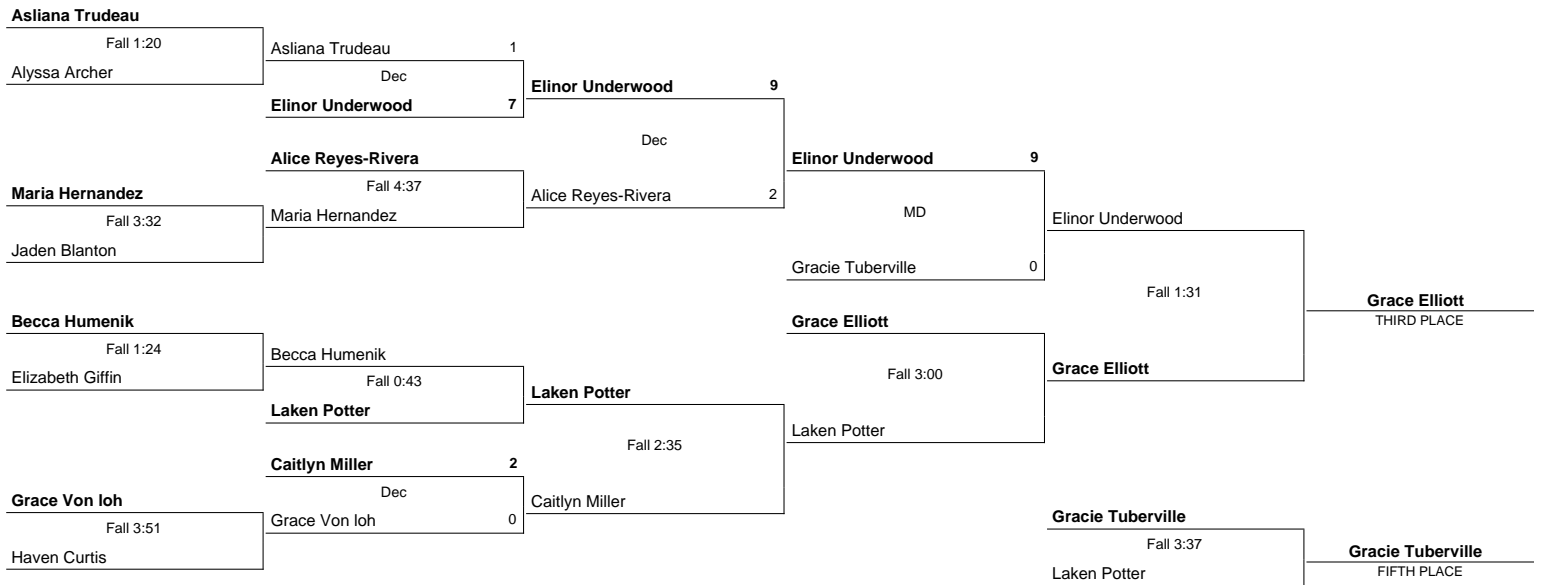 Asliana Trudeau
Fall 1:20
Alyssa Archer
Asliana Trudeau 1
Dec
Elinor Underwood 7
Elinor Underwood 9
Dec
Alice Reyes-Rivera 2
Alice Reyes-Rivera
Fall 4:37
Maria Hernandez
Maria Hernandez
Fall 3:32
Jaden Blanton
Elinor Underwood 9
MD
Gracie Tuberville 0
Elinor Underwood
Fall 1:31
Grace Elliott
Grace Elliott
THIRD PLACE
Becca Humenik
Fall 1:24
Elizabeth Giffin
Becca Humenik
Fall 0:43
Laken Potter
Laken Potter
Fall 2:35
Caitlyn Miller
Grace Elliott
Fall 3:00
Laken Potter
Caitlyn Miller 2
Dec
Grace Von Ioh 0
Grace Von Ioh
Fall 3:51
Haven Curtis
Gracie Tuberville
Fall 3:37
Laken Potter
Gracie Tuberville
FIFTH PLACE